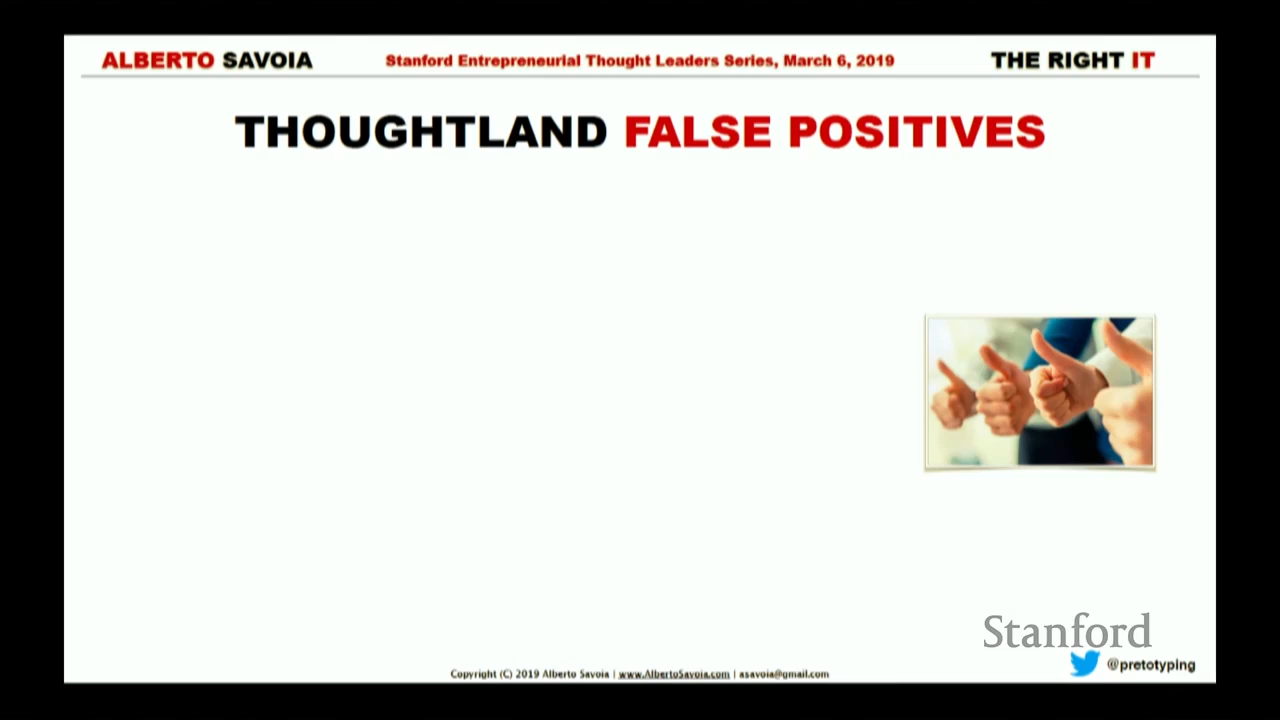 ALBERTO SAVOIA
Stanford Entrepreneurial Thought Leaders Series, March 6, 2019
THE RIGHT IT
THOUGHTLAND FALSE POSITIVES
Stanford
@pretotyping
Copyright (C) 2019 Alberto Savoia | www.AlbertoSavoia.com | asavoia@gmail.com